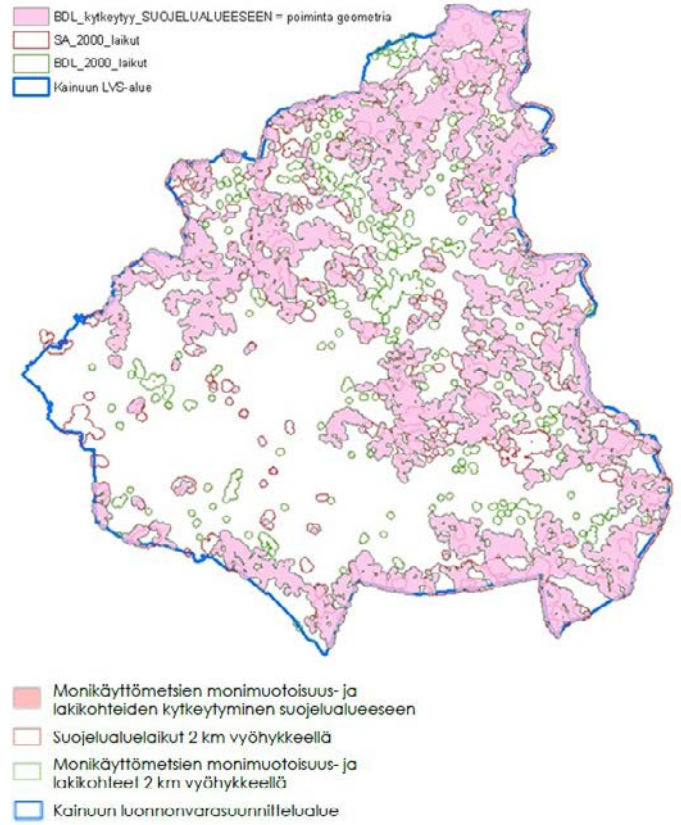 BDL_kytkeytyy_SUOJELUALUEESEEN = poiminta geometria
SA_2000_laikut
BDL_2000_laikut
Kainuun LVS-alue
Monikäyttömetsien monimuotoisuus- ja
lakikohteiden kytkeytyminen suojelualueeseen
Suojelualuelaikut 2 km vyöhykkeellä
Monikäyttömetsien monimuotoisuus- ja
lakikohteet 2 km vyöhykkeellä
Kainuun luonnonvarasuunnittelualue